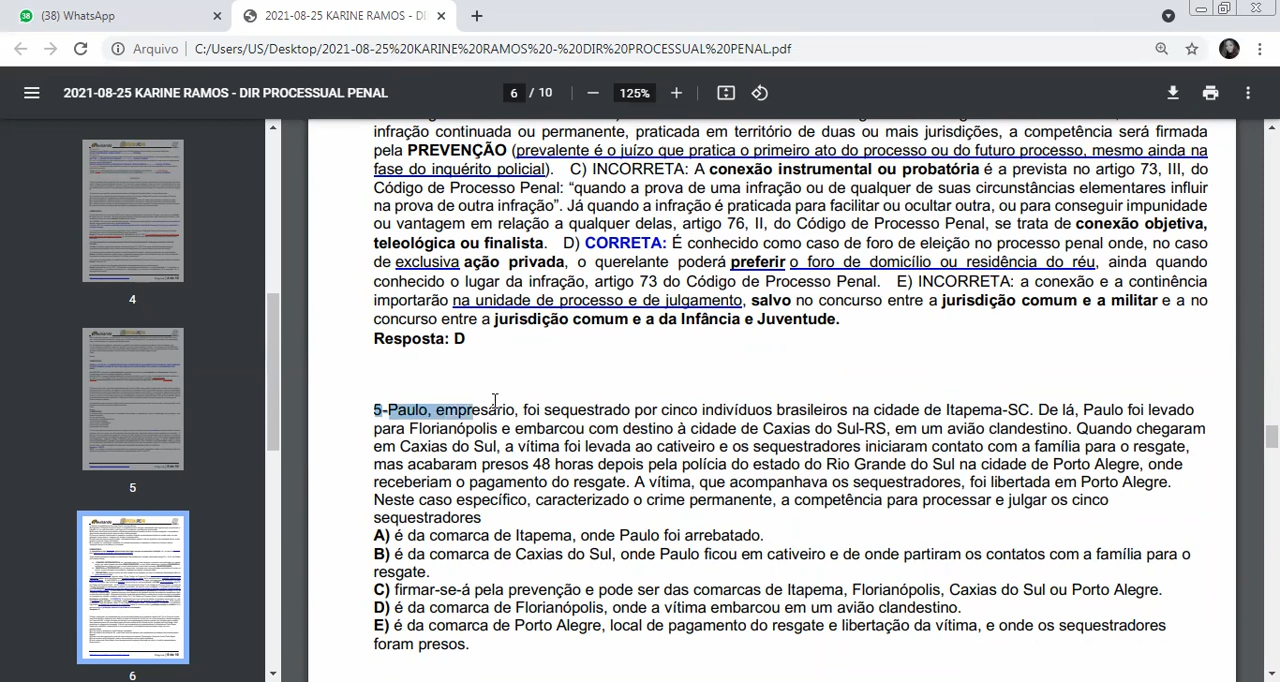 (38) WhatsApp
2021-08-25 KARINE RAMOS - DI
Arquivo
C:/Users/US/Desktop/2021-08-25%20KARINE%20RAMOS%20-%20DIR%20PROCESSUAL%20PENAL.pdf
2021-08-25 KARINE RAMOS - DIR PROCESSUAL PENAL
6 / 10
125%
4
5
6
infração continuada ou permanente, praticada em território de duas ou mais jurisdições, a competência será firmada
pela PREVENÇÃO (prevalente é o juízo que pratica o primeiro ato do processo ou do futuro processo, mesmo ainda na
fase do inquérito policial). C) INCORRETA: A conexão instrumental ou probatória é a prevista no artigo 73, III, do
Código de Processo Penal: “quando a prova de uma infração ou de qualquer de suas circunstâncias elementares influir
na prova de outra infração”. Já quando a infração é praticada para facilitar ou ocultar outra, ou para conseguir impunidade
ou vantagem em relação a qualquer delas, artigo 76, II, do Código de Processo Penal, se trata de conexão objetiva,
teleológica ou finalista. D) CORRETA: É conhecido como caso de foro de eleição no processo penal onde, no caso
de exclusiva ação privada, o querelante poderá preferir o foro de domicílio ou residência do réu, ainda quando
conhecido o lugar da infração, artigo 73 do Código de Processo Penal. E) INCORRETA: a conexão e a continência
importarão na unidade de processo e de julgamento, salvo no concurso entre a jurisdição comum e a militar e a no
concurso entre a jurisdição comum e a da Infância e Juventude.
Resposta: D
5-Paulo, empresário, foi sequestrado por cinco indivíduos brasileiros na cidade de Itapema-SC. De lá, Paulo foi levado
para Florianópolis e embarcou com destino à cidade de Caxias do Sul-RS, em um avião clandestino. Quando chegaram
em Caxias do Sul, a vítima foi levada ao cativeiro e os sequestradores iniciaram contato com a família para o resgate,
mas acabaram presos 48 horas depois pela polícia do estado do Rio Grande do Sul na cidade de Porto Alegre, onde
receberiam o pagamento do resgate. A vítima, que acompanhava os sequestradores, foi libertada em Porto Alegre.
Neste caso específico, caracterizado o crime permanente, a competência para processar e julgar os cinco
sequestradores
A) é da comarca de Itapema, onde Paulo foi arrebatado.
B) é da comarca de Caxias do Sul, onde Paulo ficou em cativeiro e de onde partiram os contatos com a família para o
resgate.
C) firmar-se-á pela prevenção e pode ser das comarcas de Itapema, Florianópolis, Caxias do Sul ou Porto Alegre.
D) é da comarca de Florianópolis, onde a vítima embarcou em um avião clandestino.
E) é da comarca de Porto Alegre, local de pagamento do resgate e liberação da vítima, e onde os sequestradores
foram presos.